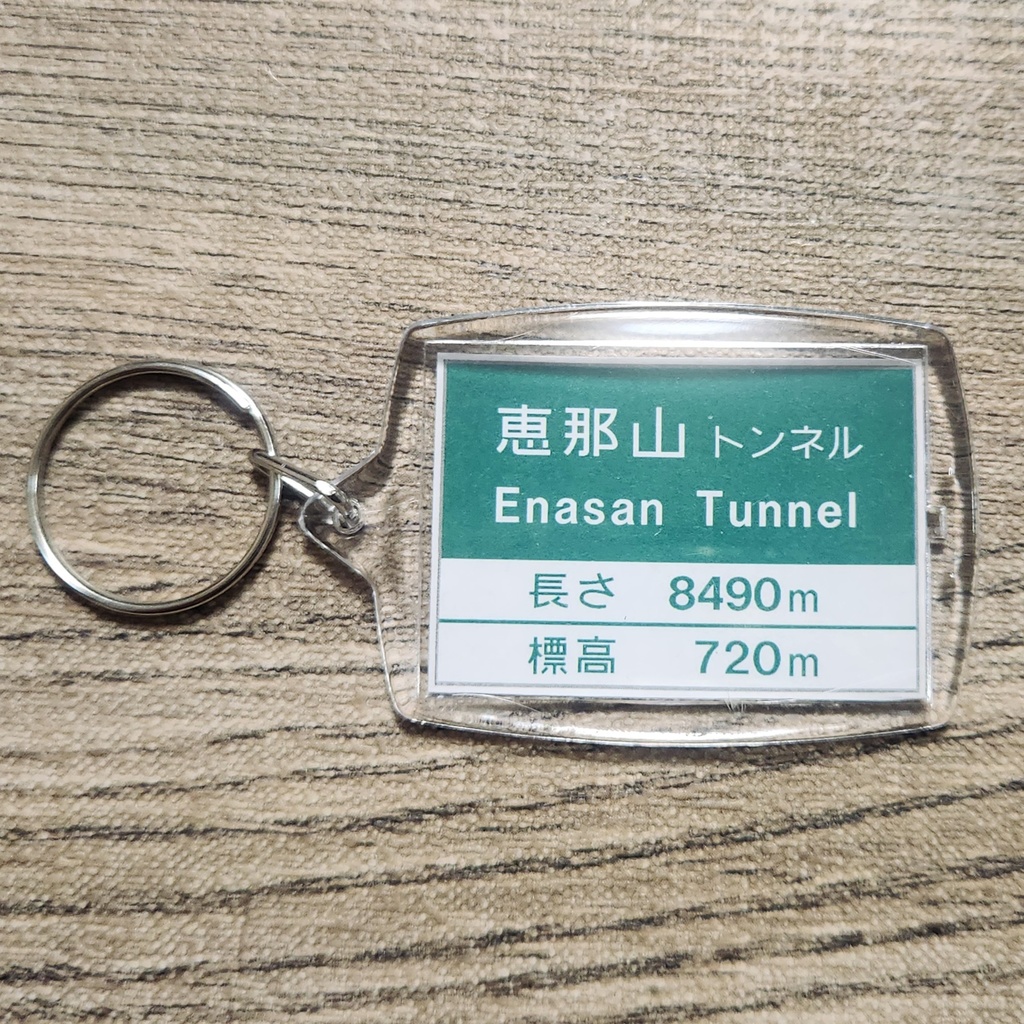 恵那山トンネル
Enasan Tunnel
長さ 8490m
標高 720m